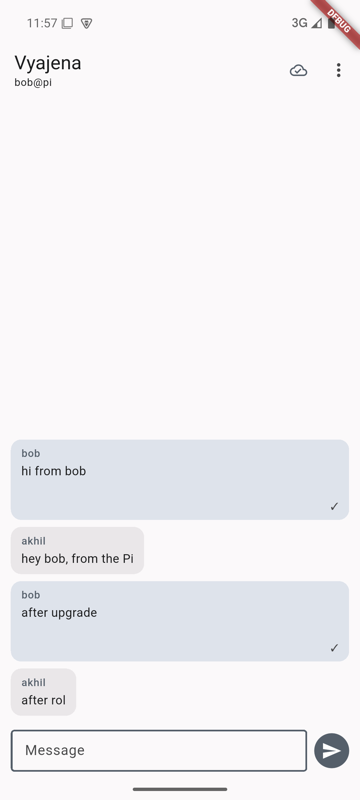 11:57
3G
DEBUG
Vyajena
bob@pi
bob
hi from bob
✓
akhil
hey bob, from the Pi
bob
after upgrade
✓
akhil
after rol
Message